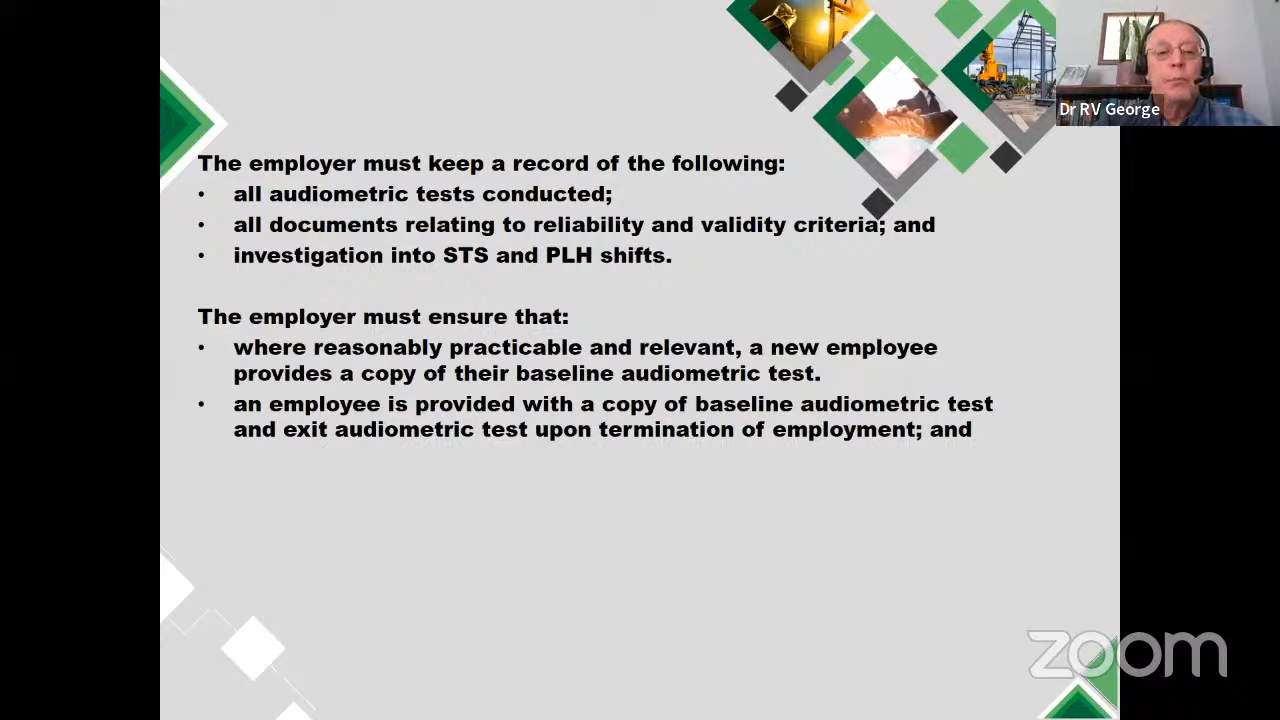 Dr RV George
The employer must keep a record of the following:
• all audiometric tests conducted;
• all documents relating to reliability and validity criteria; and
• investigation into STS and PLH shifts.
The employer must ensure that:
• where reasonably practicable and relevant, a new employee
provides a copy of their baseline audiometric test.
• an employee is provided with a copy of baseline audiometric test
and exit audiometric test upon termination of employment; and
zoom